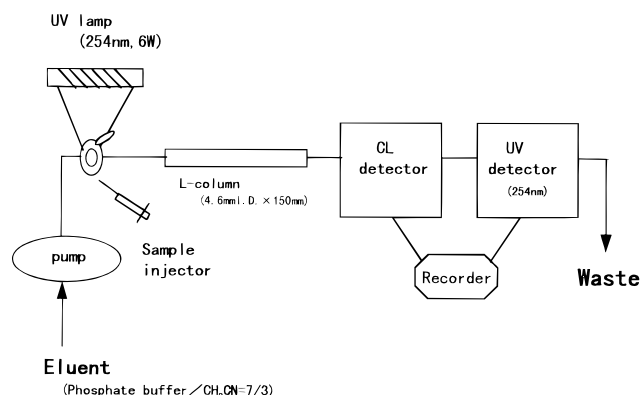 UV lamp
(254nm, 6W)
CL
detector
UV
detector
(254nm)
L-column
(4.6mmI.D. × 150mm)
Sample
injector
pump
Recorder
Waste
Eluent
(Phosphate buffer／CH₃CN=7/3)